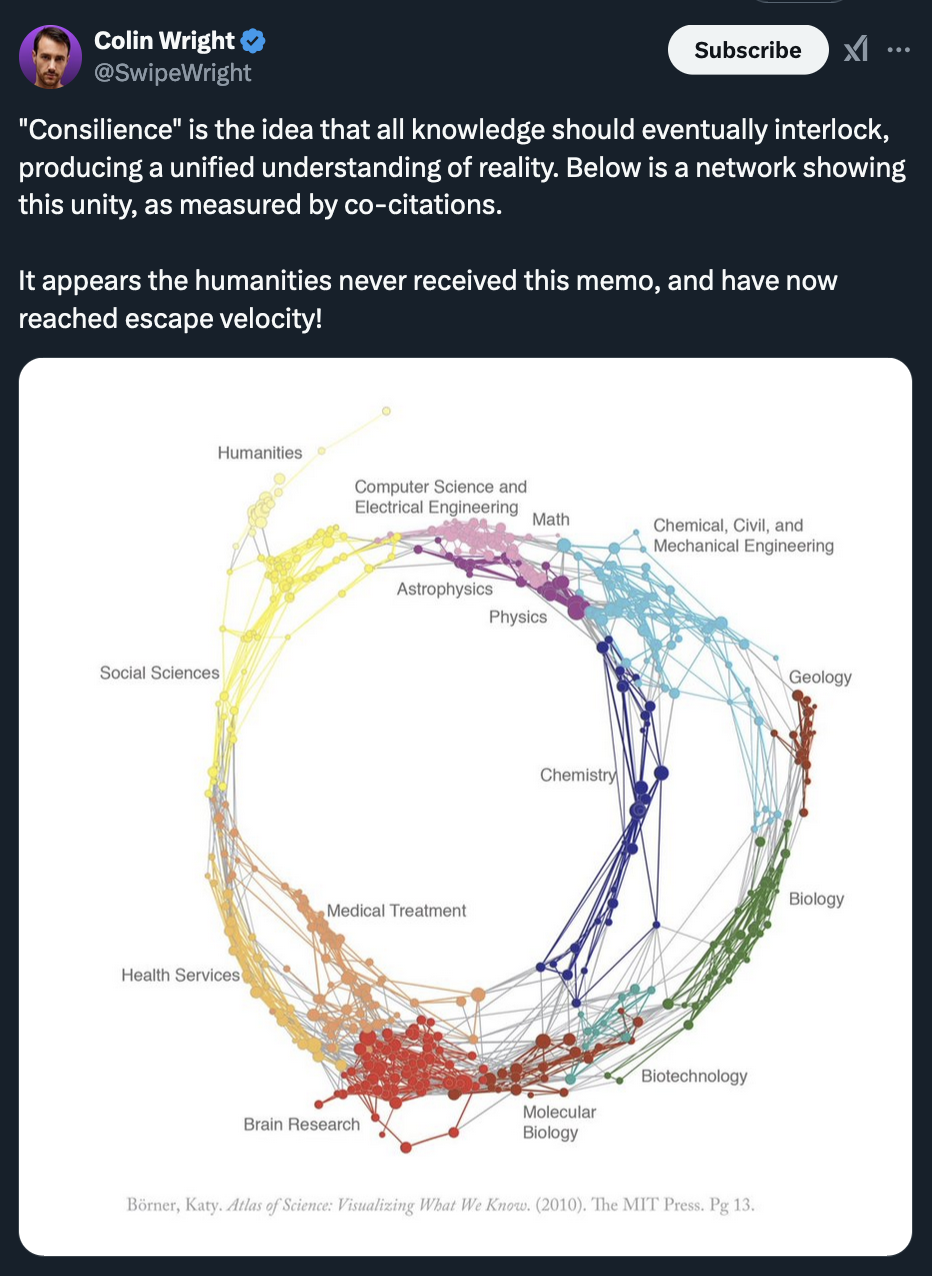 Colin Wright
@SwipeWright
Subscribe
"Consilience" is the idea that all knowledge should eventually interlock,
producing a unified understanding of reality. Below is a network showing
this unity, as measured by co-citations.
It appears the humanities never received this memo, and have now
reached escape velocity!
Humanities
Computer Science and
Electrical Engineering
Math
Chemical, Civil, and
Mechanical Engineering
Astrophysics
Physics
Social Sciences
Geology
Chemistry
Biology
Medical Treatment
Health Services
Biotechnology
Brain Research
Molecular
Biology
Börner, Katy. Atlas of Science: Visualizing What We Know. (2010). The MIT Press. Pg 13.